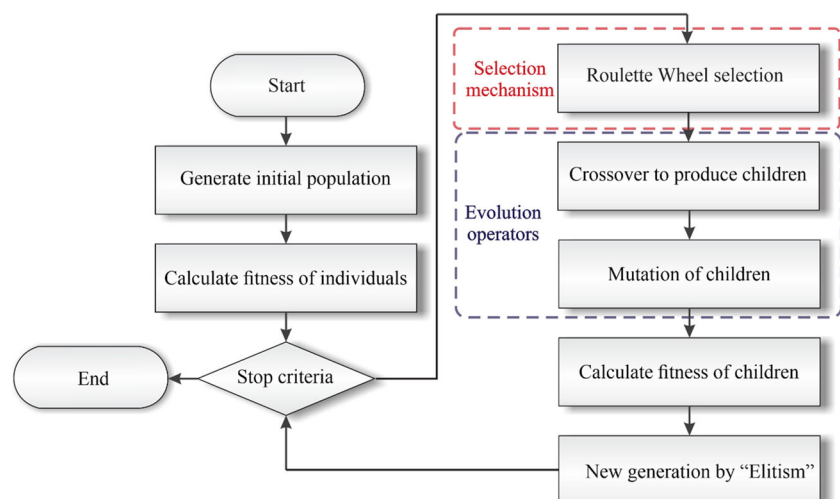 Start
Generate initial population
Calculate fitness of individuals
Stop criteria
End
Selection
mechanism
Roulette Wheel selection
Evolution
operators
Crossover to produce children
Mutation of children
Calculate fitness of children
New generation by “Elitism”